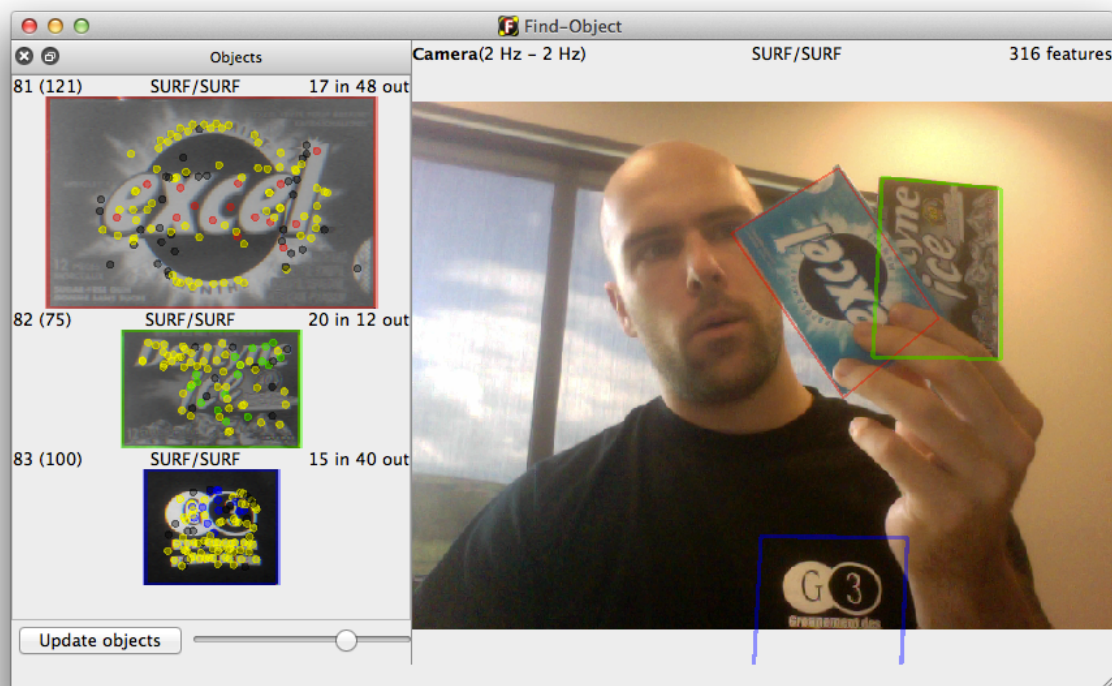 Find-Object
Objects
81 (121) SURF/SURF 17 in 48 out
excel
82 (75) SURF/SURF 20 in 12 out
83 (100) SURF/SURF 15 in 40 out
Update objects
Camera(2 Hz - 2 Hz) SURF/SURF 316 features
excel
ice
G 3
Groupement des